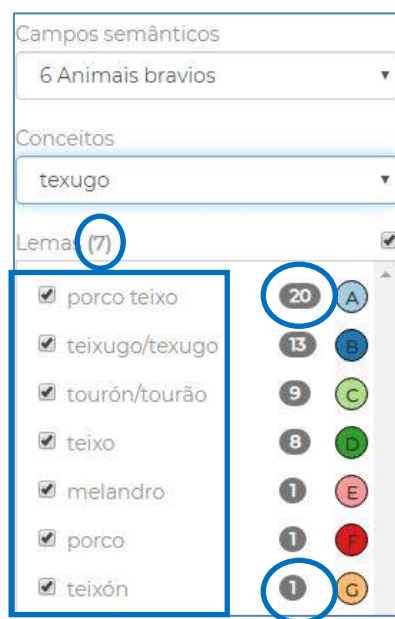 Campos semânticos
6 Animais bravios
Conceitos
texugo
Lemas (7)
porco teixo 20 A
teixugo/texugo 13 B
tourón/tourão 9 C
teixo 8 D
melandro 1 E
porco 1 F
teixón 1 G